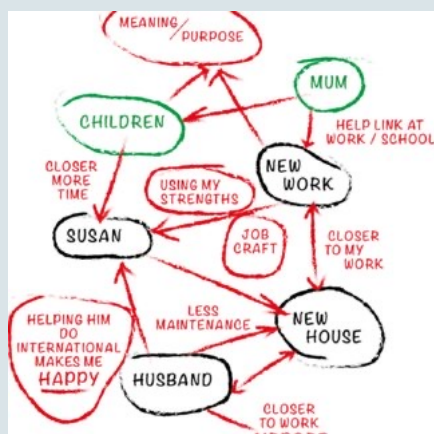 MEANING/
PURPOSE
MUM
CHILDREN
HELP LINK AT
WORK / SCHOOL
CLOSER
MORE
TIME
USING MY
STRENGTHS
NEW
WORK
SUSAN
JOB
CRAFT
CLOSER
TO MY
WORK
HELPING HIM
DO
INTERNATIONAL
MAKES ME
HAPPY
LESS
MAINTENANCE
NEW
HOUSE
HUSBAND
CLOSER
TO WORK